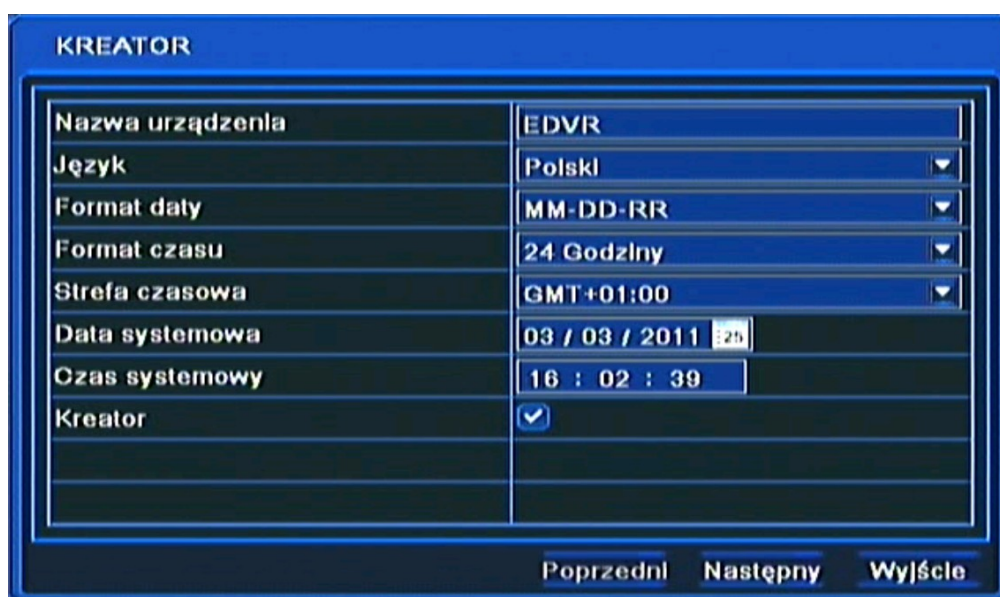 KREATOR
Nazwa urządzenia EDVR
Język Polski
Format daty MM-DD-RR
Format czasu 24 Godziny
Strefa czasowa GMT+01:00
Data systemowa 03 / 03 / 2011 25
Czas systemowy 16 : 02 : 39
Kreator
Poprzedni Następny Wyjście